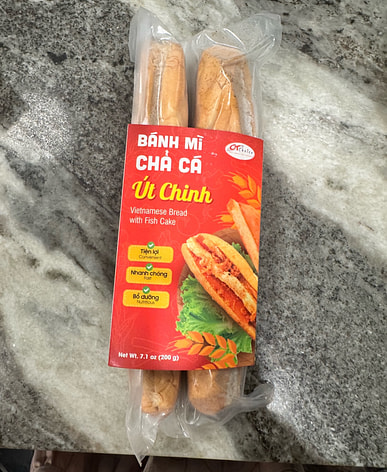 BÁNH MÌ
CHẢ CÁ
Út Chinh
Vietnamese Bread
with Fish Cake
Tiện lợi
Convenient
Nhanh chóng
Fast
Bổ dưỡng
Nutritious
Net Wt. 7.1 oz (200 g)